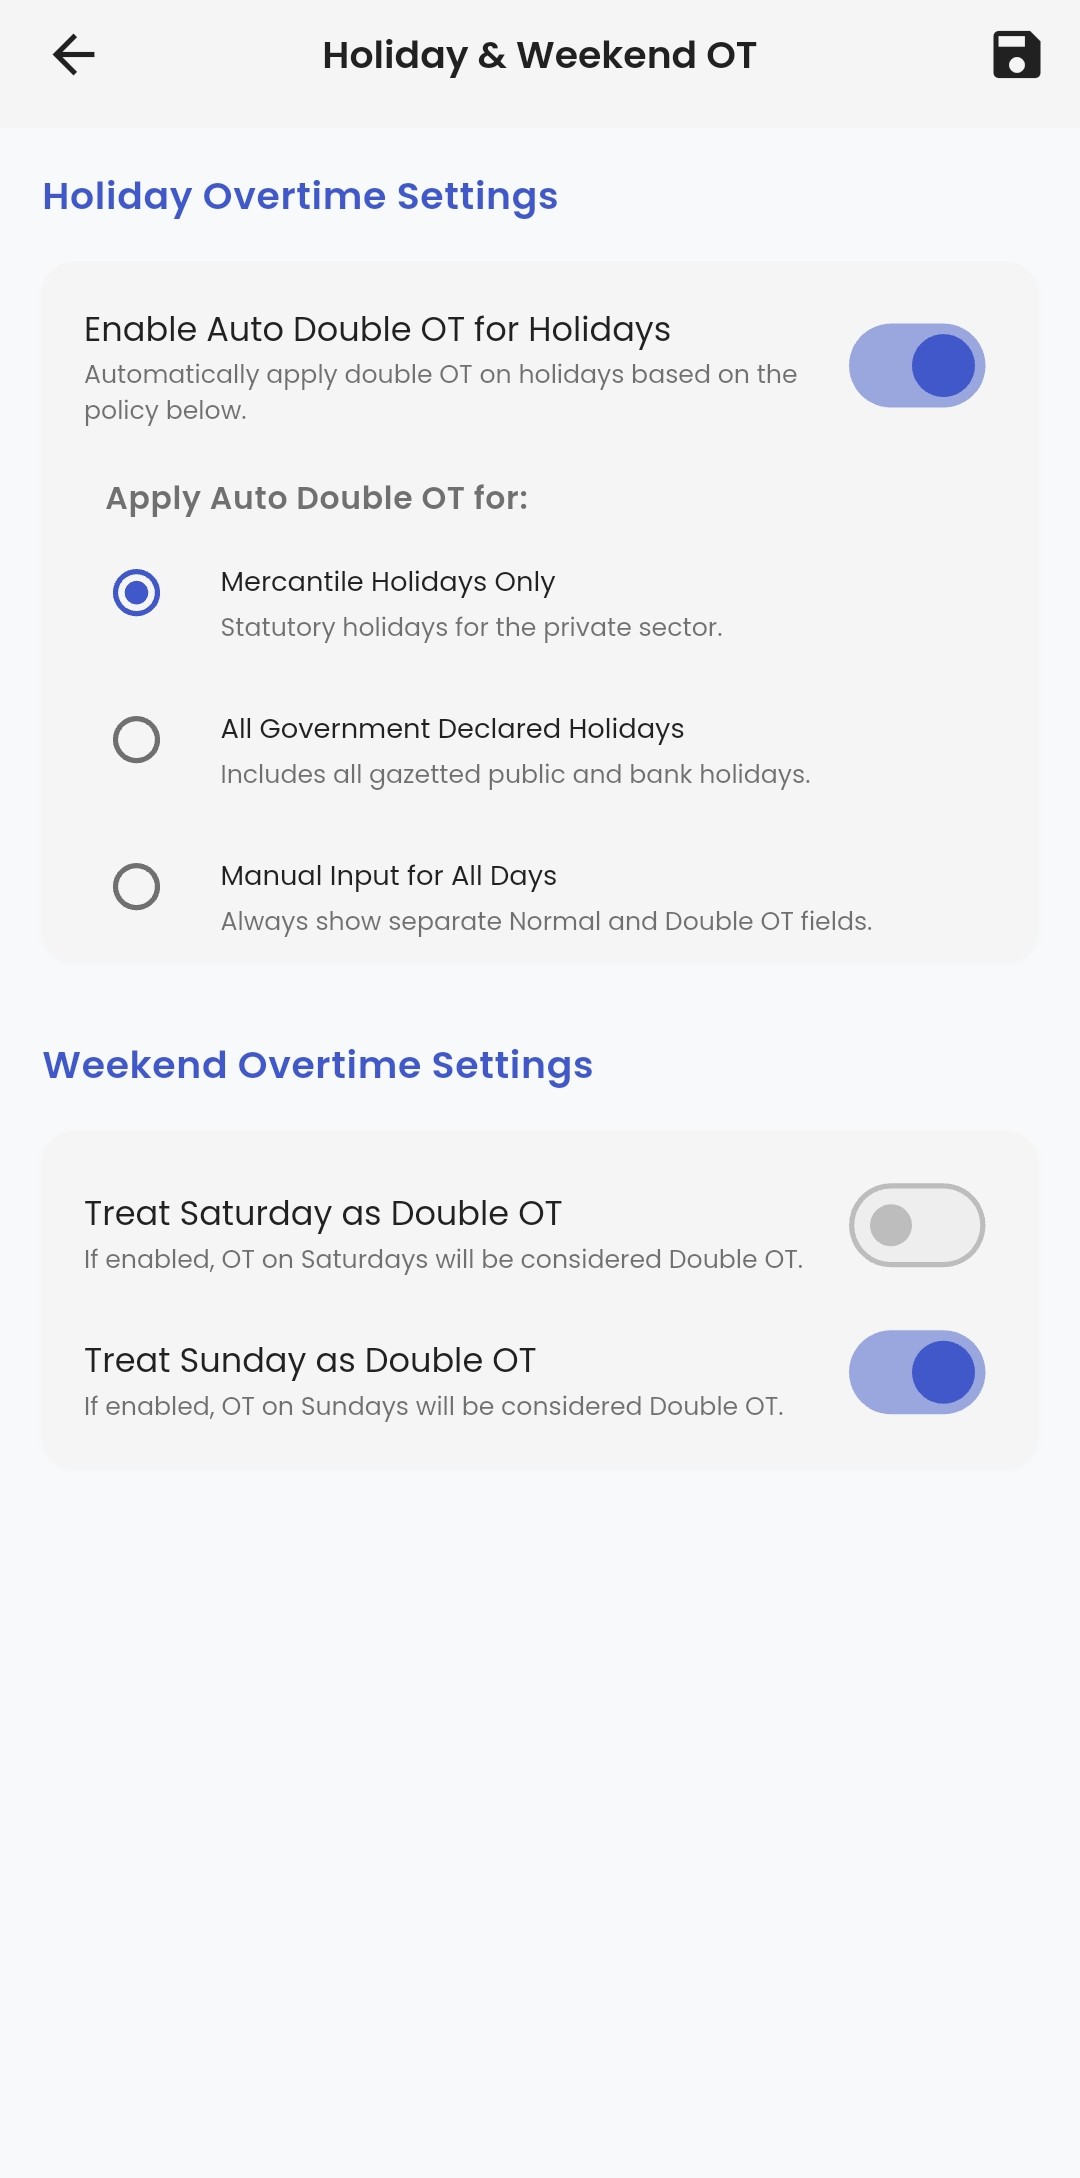 Holiday & Weekend OT
Holiday Overtime Settings
Enable Auto Double OT for Holidays
Automatically apply double OT on holidays based on the
policy below.
Apply Auto Double OT for:
Mercantile Holidays Only
Statutory holidays for the private sector.
All Government Declared Holidays
Includes all gazetted public and bank holidays.
Manual Input for All Days
Always show separate Normal and Double OT fields.
Weekend Overtime Settings
Treat Saturday as Double OT
If enabled, OT on Saturdays will be considered Double OT.
Treat Sunday as Double OT
If enabled, OT on Sundays will be considered Double OT.